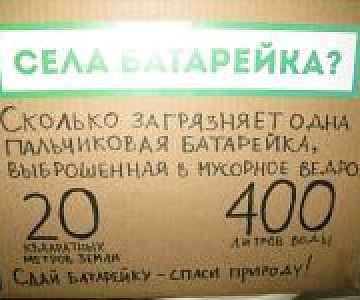 СЕЛА БАТАРЕЙКА?
СКОЛЬКО ЗАГРЯЗНЯЕТ ОДНА
ПАЛЬЧИКОВАЯ БАТАРЕЙКА,
ВЫБРОШЕННАЯ В МУСОРНОЕ ВЕДРО
20 400
КВАДРАТНЫХ ЛИТРОВ ВОДЫ
МЕТРОВ ЗЕМЛИ
СДАЙ БАТАРЕЙКУ - СПАСИ ПРИРОДУ!